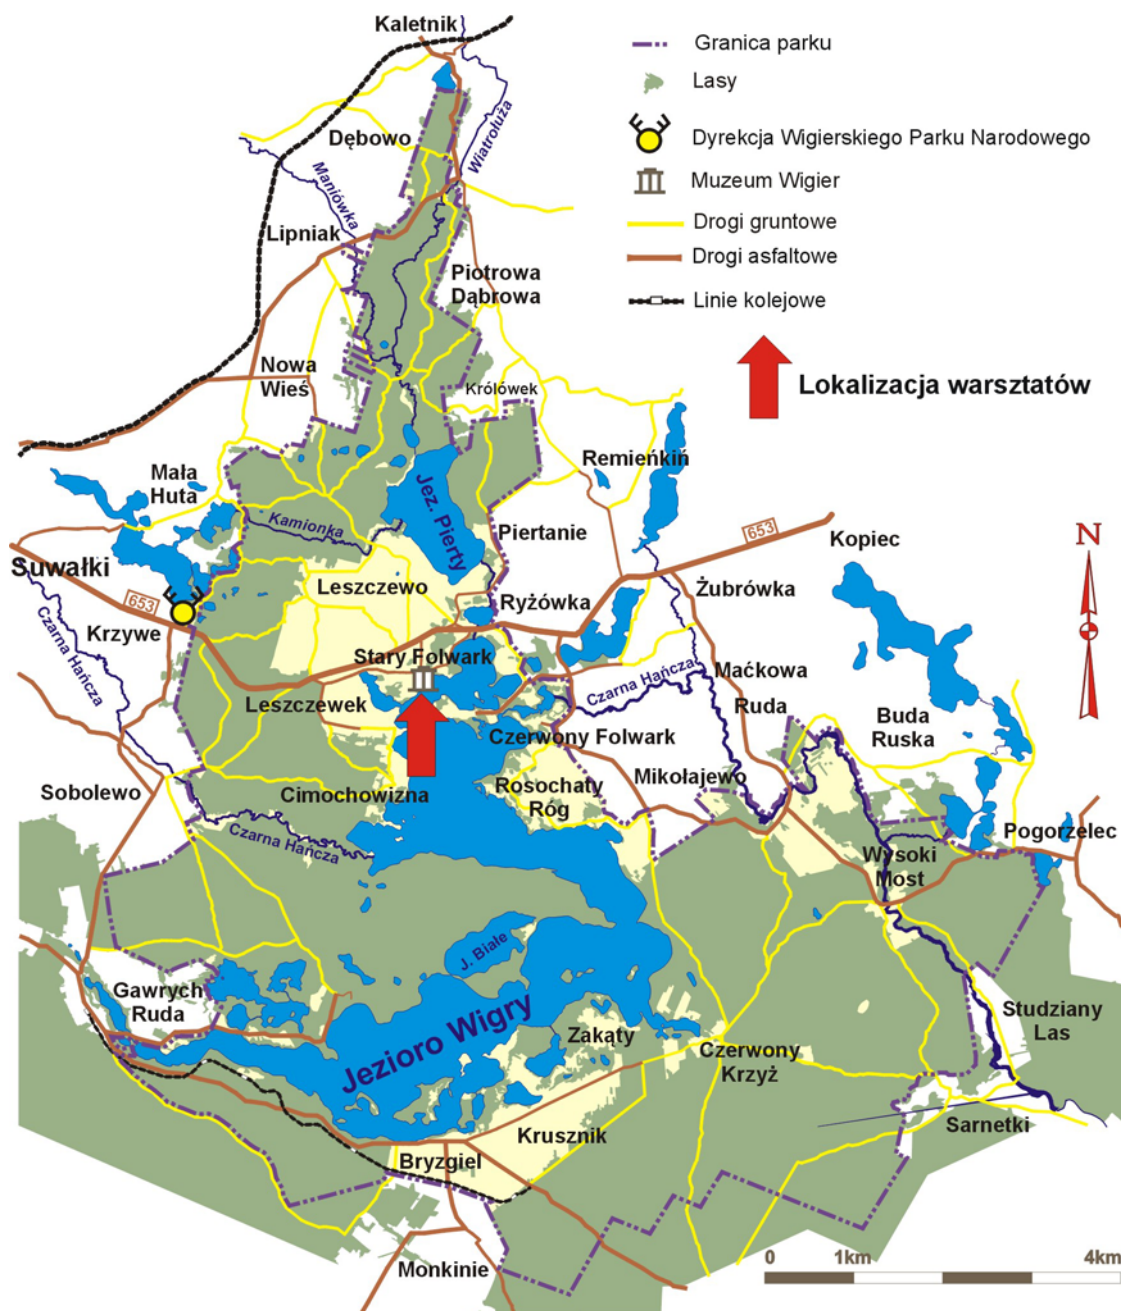 Kaletnik
Granica parku
Lasy
Dyrekcja Wigierskiego Parku Narodowego
Muzeum Wigier
Drogi gruntowe
Drogi asfaltowe
Linie kolejowe
Lokalizacja warsztatów
Wiatrołuża
Dębowo
Maniówka
Lipniak
Piotrowa
Dąbrowa
Nowa
Wieś
Królówek
Mała
Huta
Remieńkiń
Jez. Pierty
Kamionka
Piertanie
653
Kopiec
N
Suwałki
Leszczewo
Żubrówka
653
Ryżówka
Krzywe
Czarna Hańcza
Stary Folwark
Czarna Hańcza
Maćkowa
Ruda
Leszczewek
Buda
Ruska
Czerwony Folwark
Mikołajewo
Sobolewo
Cimochowizna
Rosochaty
Róg
Czarna Hańcza
Pogorzelec
Wysoki
Most
J. Białe
Gawrych
Ruda
Jezioro Wigry
Zakąty
Studziany
Las
Czerwony
Krzyż
Sarnetki
Krusznik
Bryzgiel
Monkinie
0 1km 4km